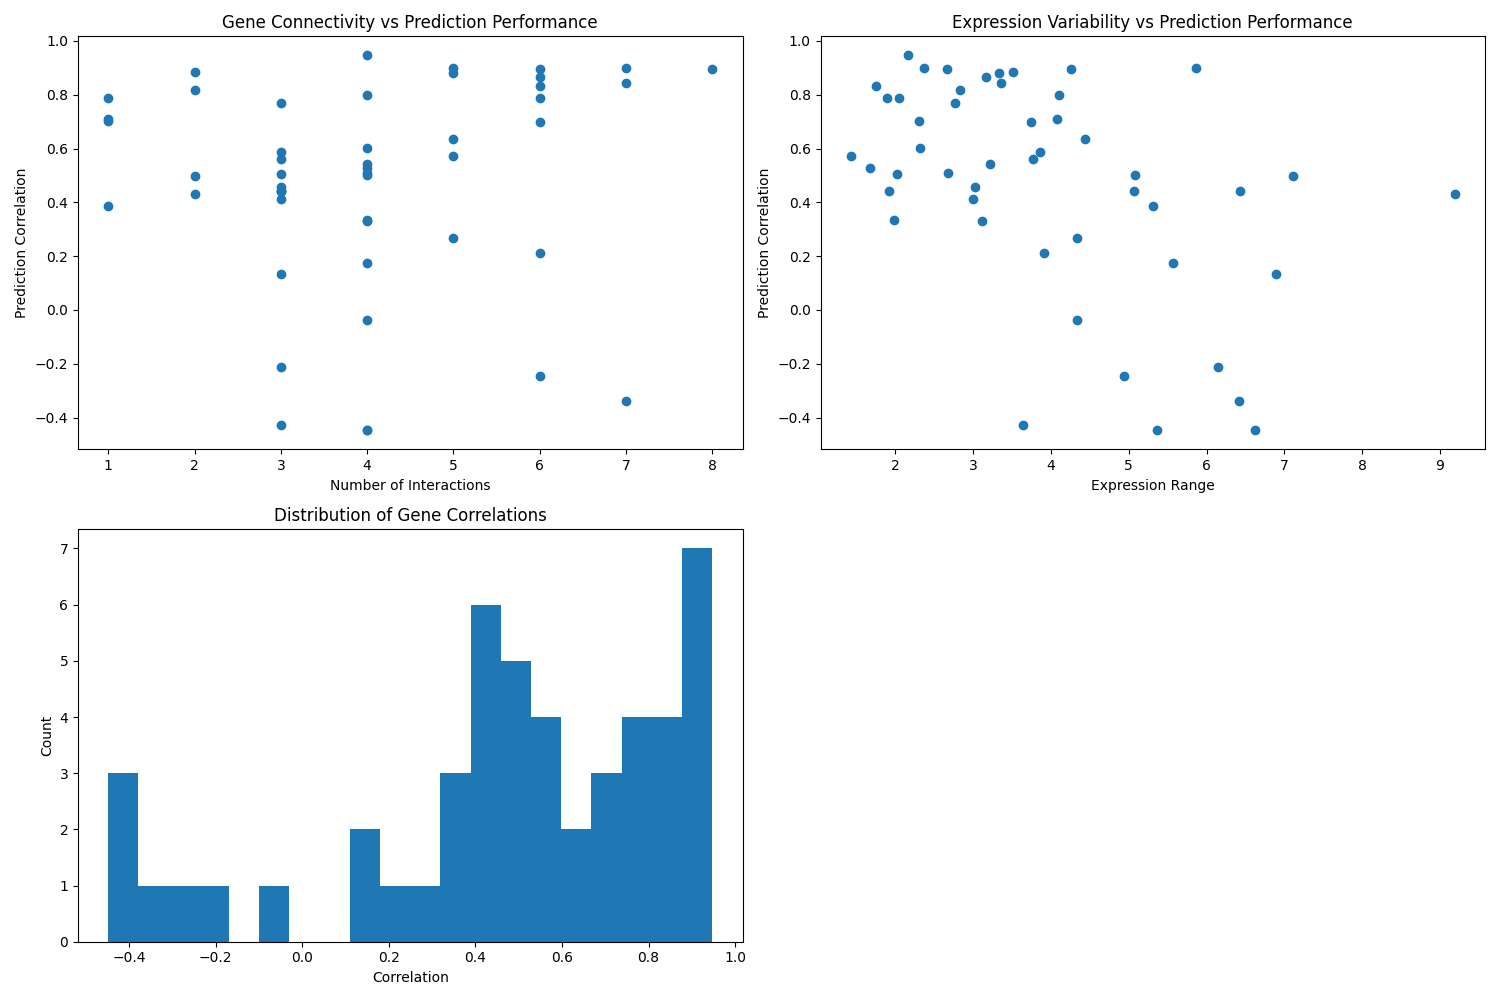 Gene Connectivity vs Prediction Performance
1.0
0.8
0.6
0.4
0.2
0.0
−0.2
−0.4
Prediction Correlation
1 2 3 4 5 6 7 8
Number of Interactions
Expression Variability vs Prediction Performance
1.0
0.8
0.6
0.4
0.2
0.0
−0.2
−0.4
Prediction Correlation
2 3 4 5 6 7 8 9
Expression Range
Distribution of Gene Correlations
7
6
5
4
3
2
1
0
Count
−0.4 −0.2 0.0 0.2 0.4 0.6 0.8 1.0
Correlation